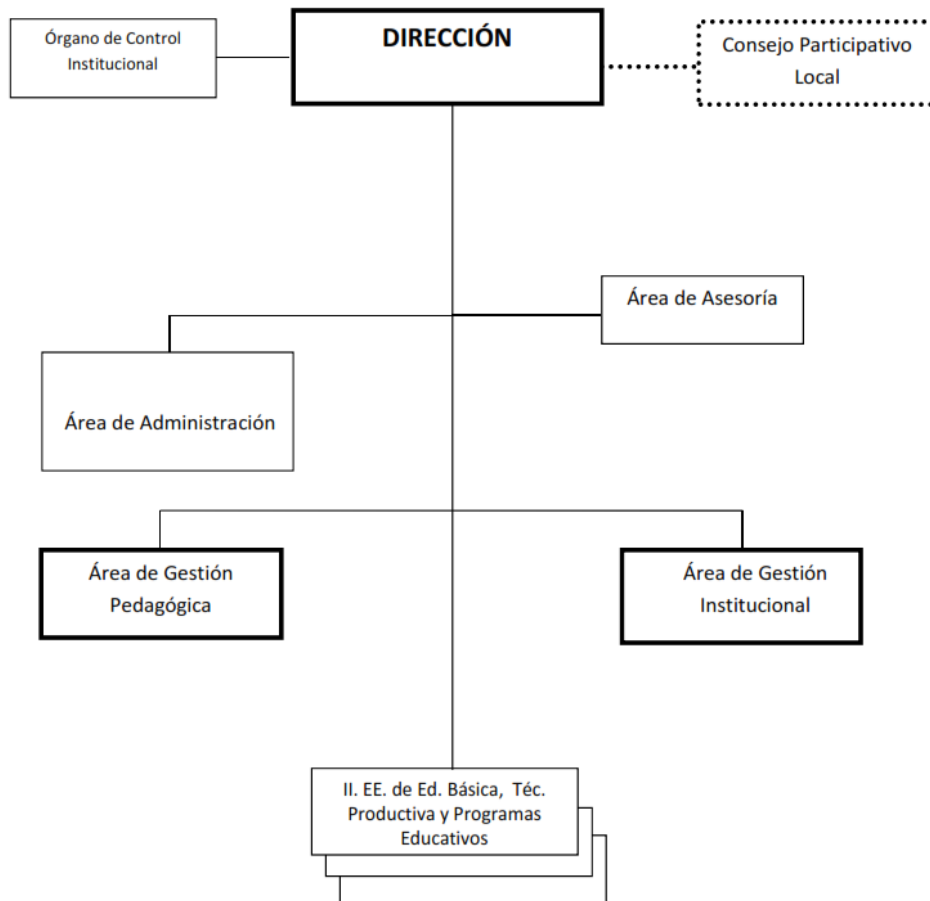 Órgano de Control
Institucional
DIRECCIÓN
Consejo Participativo
Local
Área de Asesoría
Área de Administración
Área de Gestión
Pedagógica
Área de Gestión
Institucional
II. EE. de Ed. Básica, Téc.
Productiva y Programas
Educativos